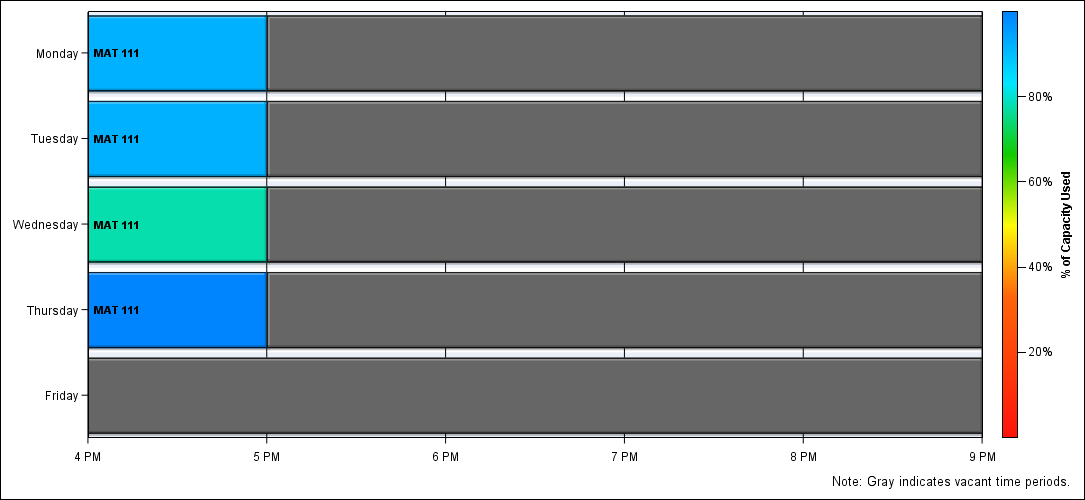 Monday
MAT 111
Tuesday
MAT 111
Wednesday
MAT 111
Thursday
MAT 111
Friday
4 PM
5 PM
6 PM
7 PM
8 PM
9 PM
80%
60%
40%
20%
% of Capacity Used
Note: Gray indicates vacant time periods.